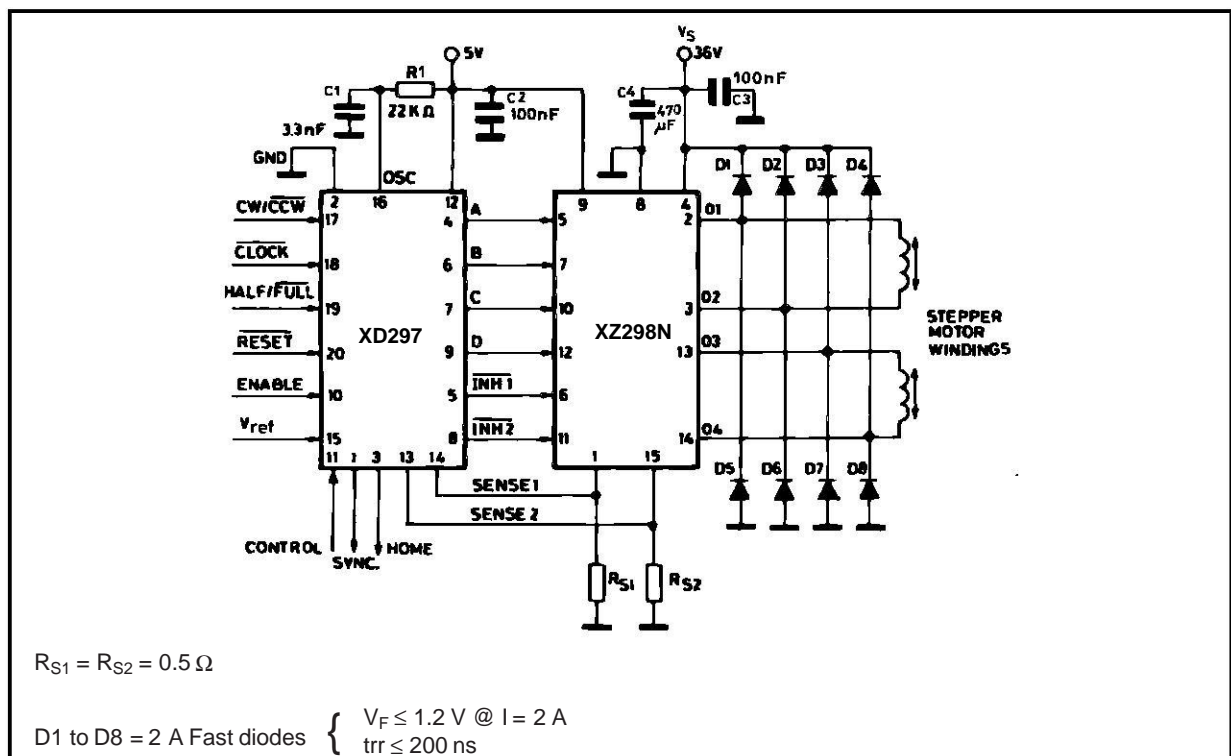 5V
VS
36V
R1
22KΩ
C1
3.3nF
C2
100nF
C4
470
μF
100nF
C3
GND
OSC
D1 D2 D3 D4
2 16 12
9 8 4
CW/CCW 17
4 A 5
2 O1
CLOCK 18
6 B 7
HALF/FULL 19
7 C 10
3 O2
XD297
XZ298N
STEPPER
MOTOR
WINDINGS
RESET 20
9 D 12
13 O3
ENABLE 10
5 INH1 6
Vref 15
8 INH2 11
14 O4
11 1 3 13 14
1 15
D5 D6 D7 D8
SENSE1
SENSE 2
CONTROL
SYNC.
HOME
RS1
RS2
RS1 = RS2 = 0.5 Ω
D1 to D8 = 2 A Fast diodes {
VF ≤ 1.2 V @ I = 2 A
trr ≤ 200 ns